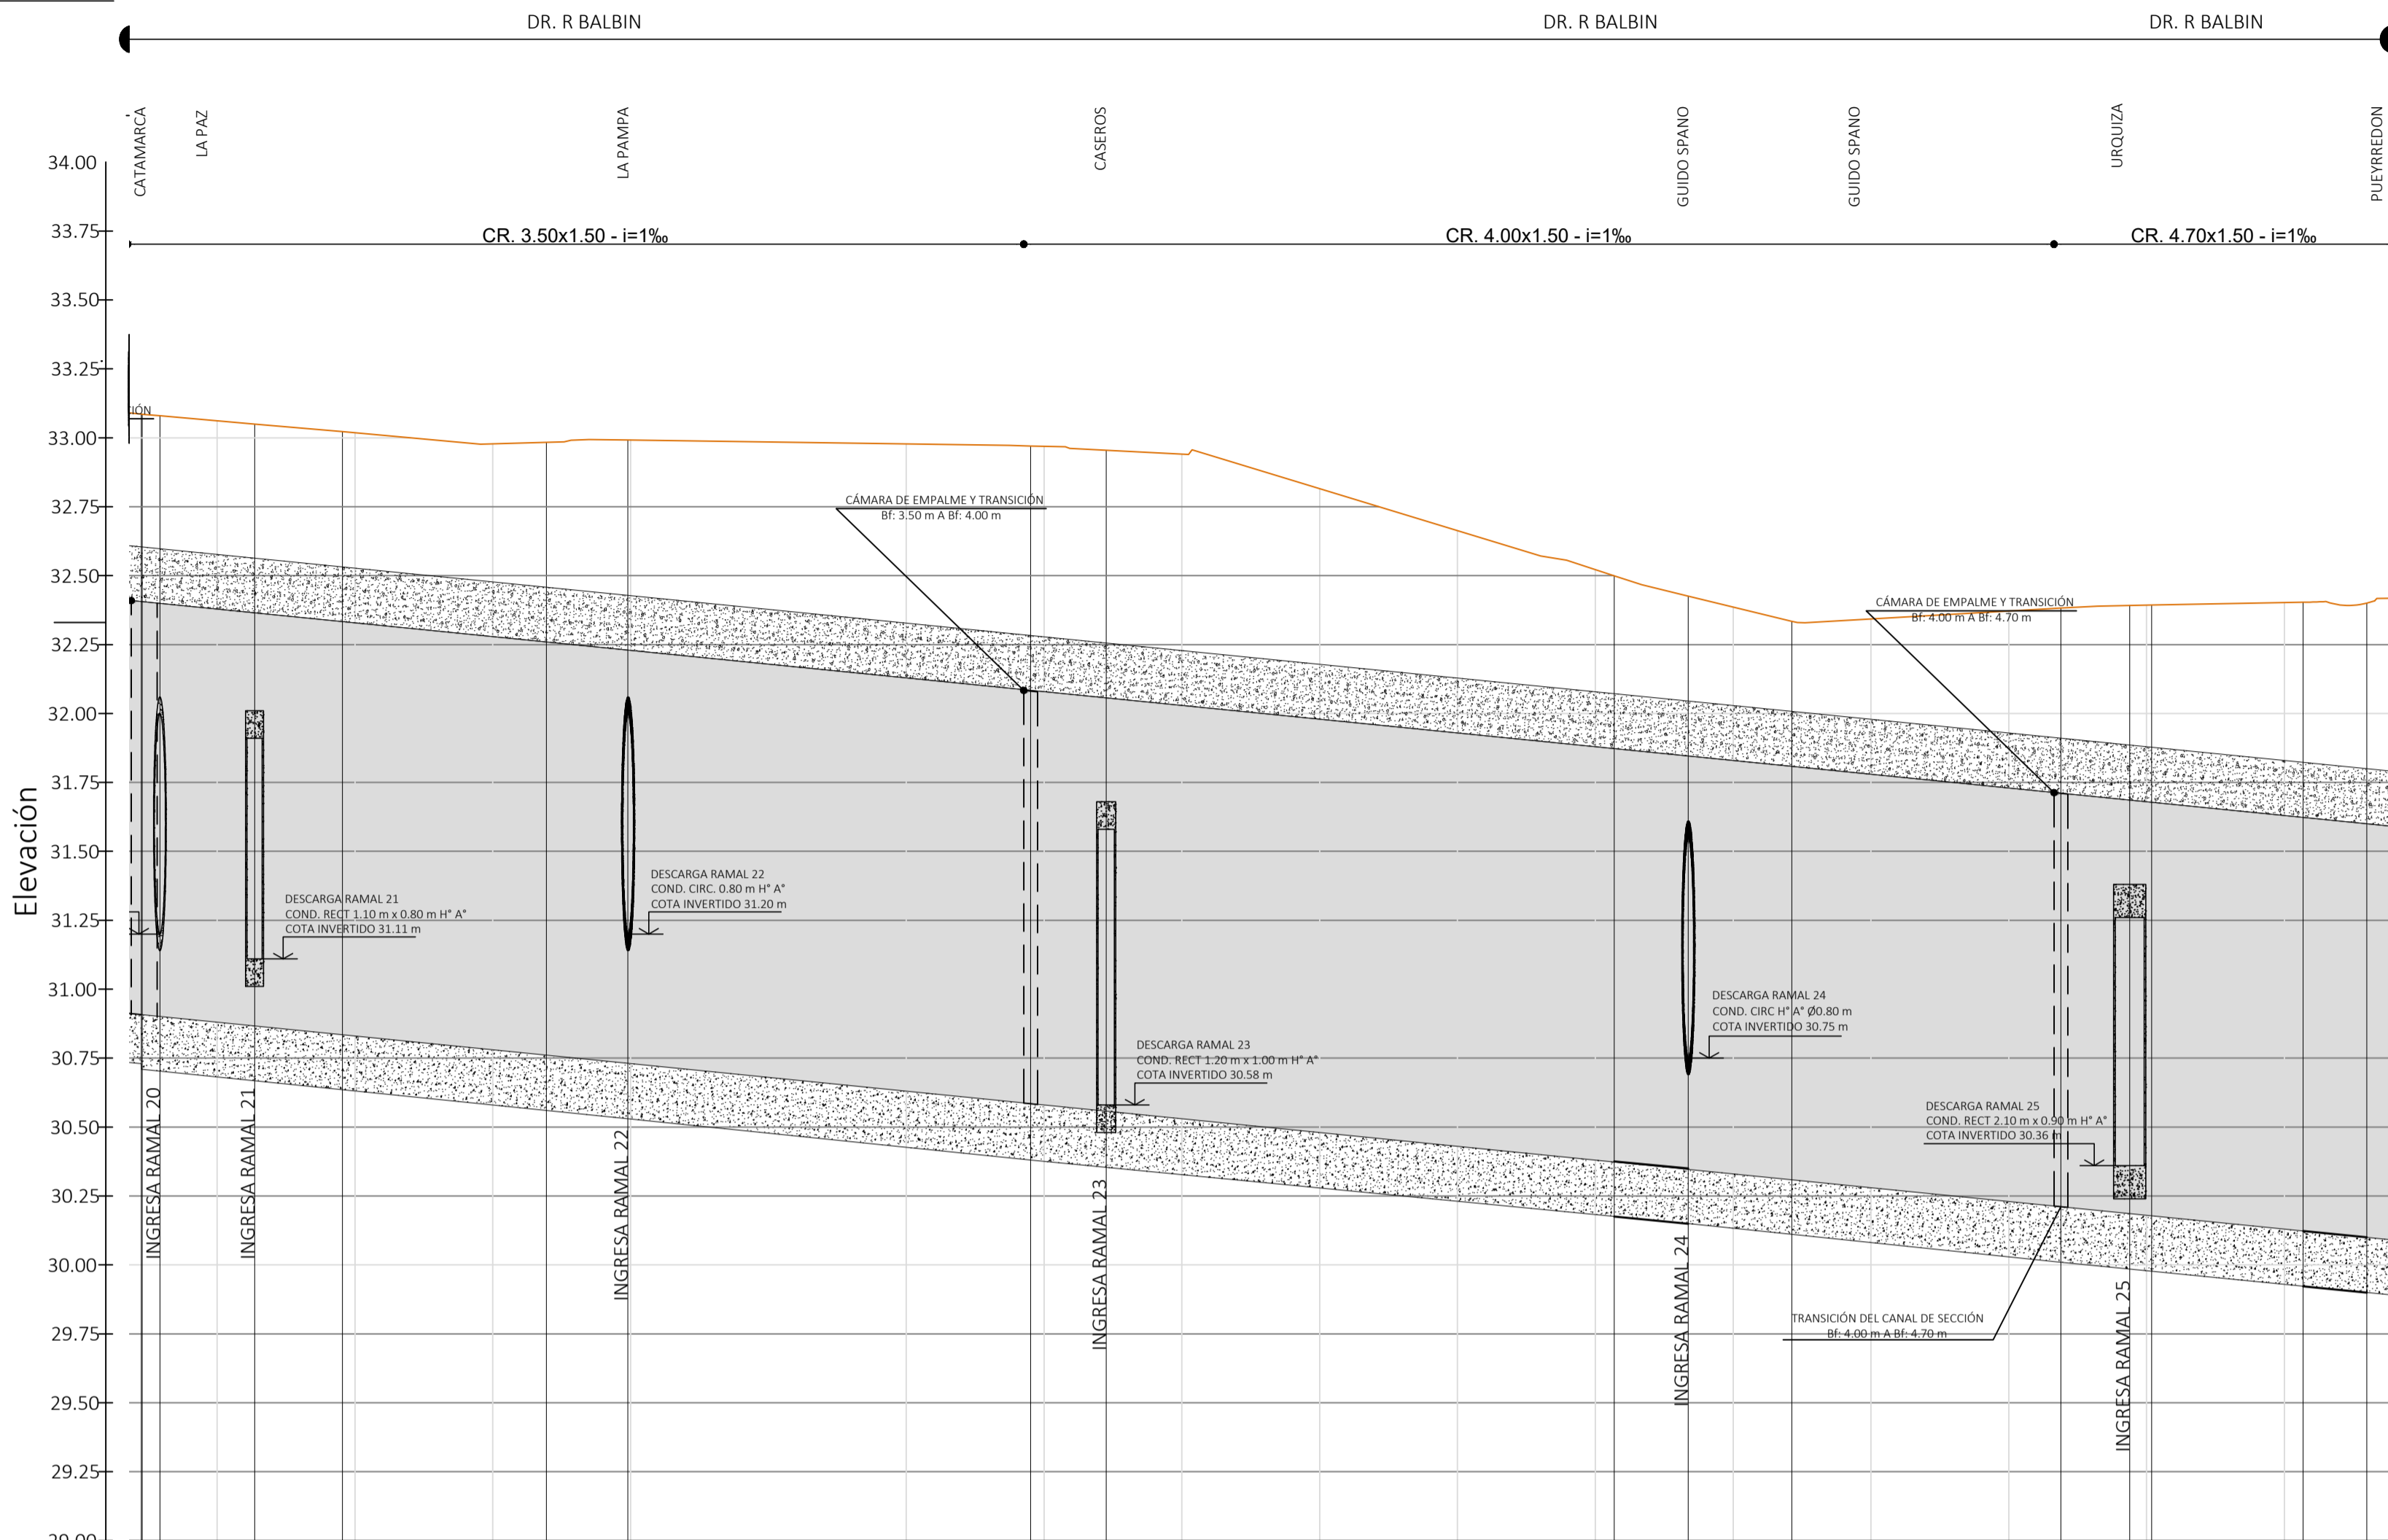 DR. R BALBIN
DR. R BALBIN
DR. R BALBIN
CATAMARCA
LA PAZ
LA PAMPA
CASEROS
GUIDO SPANO
GUIDO SPANO
URQUIZA
PUEYRREDON
CR. 3.50x1.50 - i=1‰
CR. 4.00x1.50 - i=1‰
CR. 4.70x1.50 - i=1‰
Elevación
34.00
33.75
33.50
33.25
33.00
32.75
32.50
32.25
32.00
31.75
31.50
31.25
31.00
30.75
30.50
30.25
30.00
29.75
29.50
29.25
29.00
IÓN
CÁMARA DE EMPALME Y TRANSICIÓN
Bf: 3.50 m A Bf: 4.00 m
CÁMARA DE EMPALME Y TRANSICIÓN
Bf: 4.00 m A Bf: 4.70 m
DESCARGA RAMAL 21
COND. RECT 1.10 m x 0.80 m H° A°
COTA INVERTIDO 31.11 m
DESCARGA RAMAL 22
COND. CIRC. 0.80 m H° A°
COTA INVERTIDO 31.20 m
DESCARGA RAMAL 23
COND. RECT 1.20 m x 1.00 m H° A°
COTA INVERTIDO 30.58 m
DESCARGA RAMAL 24
COND. CIRC H° A° Ø0.80 m
COTA INVERTIDO 30.75 m
DESCARGA RAMAL 25
COND. RECT 2.10 m x 0.90 m H° A°
COTA INVERTIDO 30.36 m
INGRESA RAMAL 20
INGRESA RAMAL 21
INGRESA RAMAL 22
INGRESA RAMAL 23
INGRESA RAMAL 24
INGRESA RAMAL 25
TRANSICIÓN DEL CANAL DE SECCIÓN
Bf: 4.00 m A Bf: 4.70 m